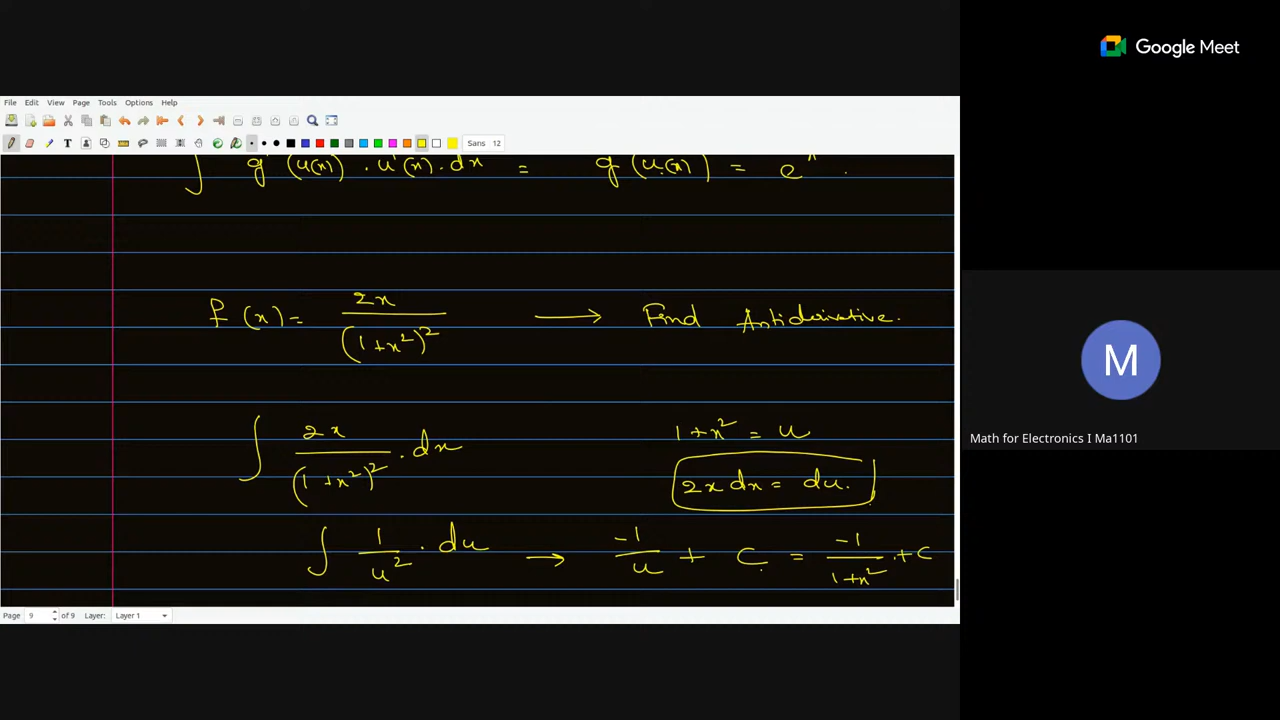 Google Meet
File Edit View Page Tools Options Help
Sans 12
∫ g'(u(x)) · u'(x) · dx = g(u(x)) =
f(x) = 2x / (1+x²)² → Find Antiderivative.
∫ 2x / (1+x²)² · dx
1+x² = u
2x dx = du.
∫ 1/u² · du → -1/u + C = -1/(1+x²) + C
M
Math for Electronics I Ma1101
Page 9 of 9 Layer: Layer 1